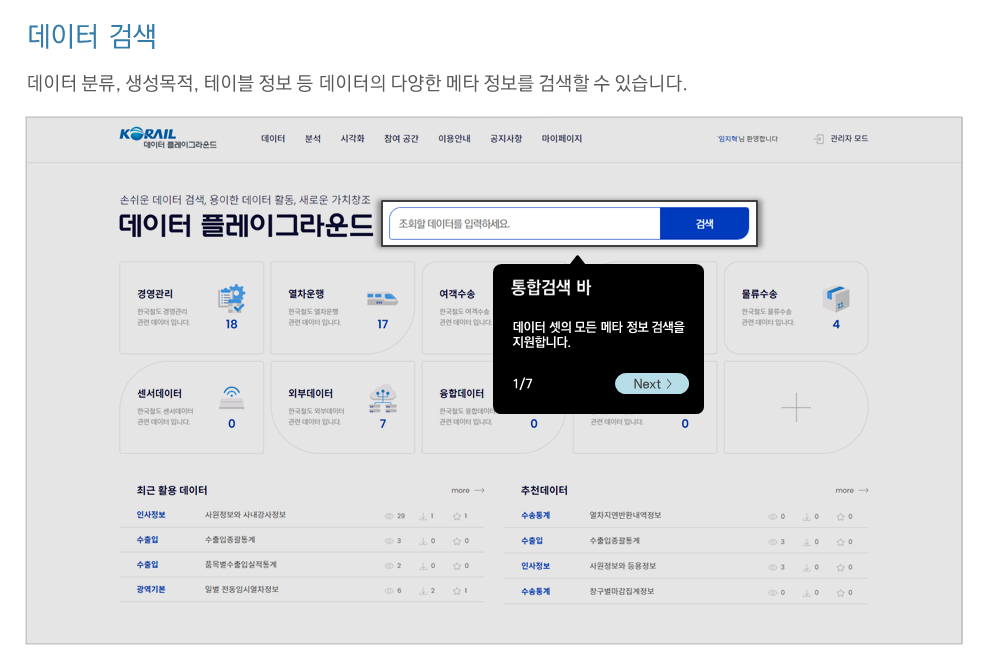 데이터 검색
데이터 분류, 생성목적, 테이블 정보 등 데이터의 다양한 메타 정보를 검색할 수 있습니다.
KORAIL
데이터 플레이그라운드
데이터 분석 시각화 참여 공간 이용안내 공지사항 마이페이지
'임지혁'님 환영합니다 관리자 모드
손쉬운 데이터 검색, 용이한 데이터 활동, 새로운 가치창조
데이터 플레이그라운드
조회할 데이터를 입력하세요. 검색
통합검색 바
데이터 셋의 모든 메타 정보 검색을
지원합니다.
1/7 Next >
경영관리
한국철도 경영관리
관련 데이터 입니다.
18
열차운행
한국철도 열차운행
관련 데이터 입니다.
17
여객수송
한국철도 여객수송
관련 데이터 입니다.
물류수송
한국철도 물류수송
관련 데이터 입니다.
4
센서데이터
한국철도 센서데이터
관련 데이터 입니다.
0
외부데이터
한국철도 외부데이터
관련 데이터 입니다.
7
융합데이터
한국철도 융합데이터
관련 데이터 입니다.
0
관련 데이터 입니다.
0
최근 활용 데이터 more →
인사정보 사원정보와 사내강사정보 29 1 1
수출입 수출입종괄통계 3 0 0
수출입 품목별수출입실적통계 2 0 0
광역기본 일별 전동임시열차정보 6 2 1
추천데이터 more →
수송통계 열차지연반환내역정보 0 0 0
수출입 수출입종괄통계 3 0 0
인사정보 사원정보와 등용정보 3 0 0
수송통계 창구별마감집계정보 0 0 0